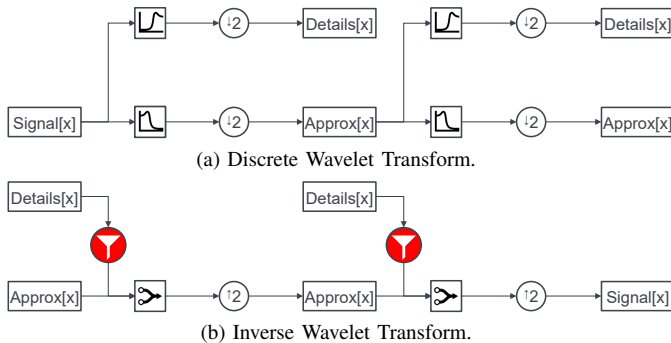 ↓2 Details[x] ↓2 Details[x]
Signal[x] ↓2 Approx[x] ↓2 Approx[x]
(a) Discrete Wavelet Transform.
Details[x] Details[x]
Approx[x] ↑2 Approx[x] ↑2 Signal[x]
(b) Inverse Wavelet Transform.